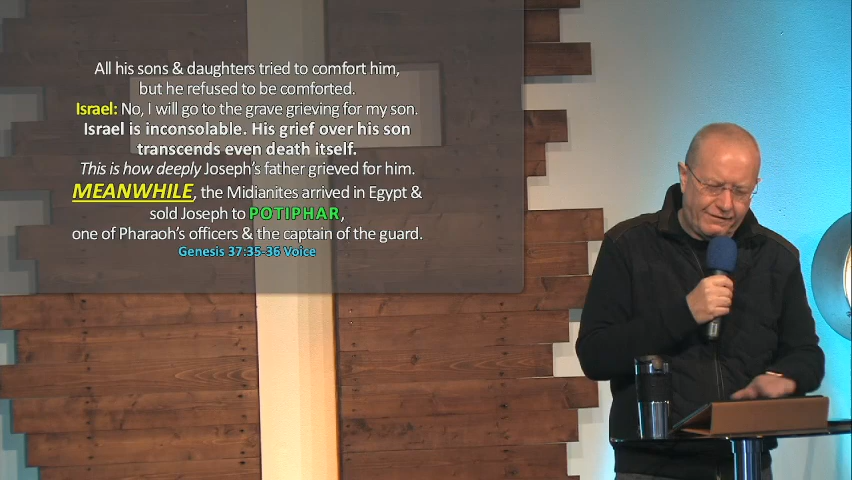 All his sons & daughters tried to comfort him,
but he refused to be comforted.
Israel: No, I will go to the grave grieving for my son.
Israel is inconsolable. His grief over his son
transcends even death itself.
This is how deeply Joseph's father grieved for him.
MEANWHILE, the Midianites arrived in Egypt &
sold Joseph to POTIPHAR,
one of Pharaoh's officers & the captain of the guard.
Genesis 37:35-36 Voice